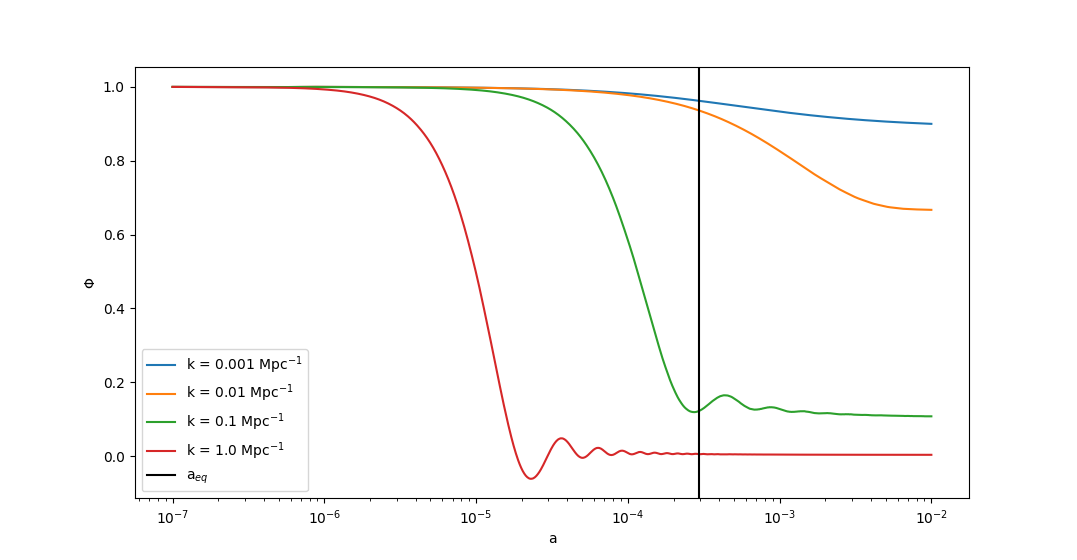 1.0
0.8
0.6
0.4
0.2
0.0
Φ
k = 0.001 Mpc⁻¹
k = 0.01 Mpc⁻¹
k = 0.1 Mpc⁻¹
k = 1.0 Mpc⁻¹
a_eq
10⁻⁷ 10⁻⁶ 10⁻⁵ 10⁻⁴ 10⁻³ 10⁻²
a